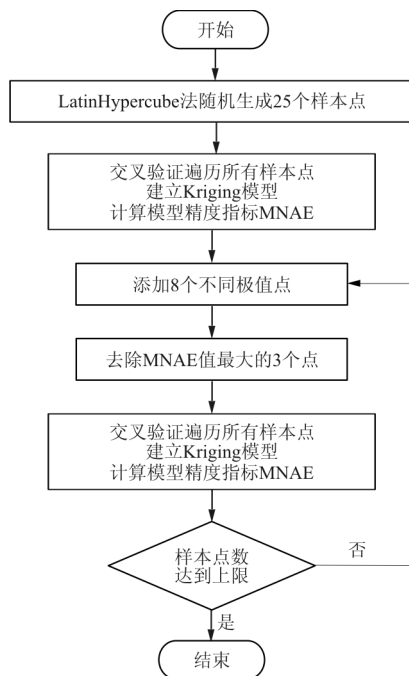 开始
LatinHypercube法随机生成25个样本点
交叉验证遍历所有样本点
建立Kriging模型
计算模型精度指标MNAE
添加8个不同极值点
去除MNAE值最大的3个点
交叉验证遍历所有样本点
建立Kriging模型
计算模型精度指标MNAE
样本点数
达到上限
否
是
结束